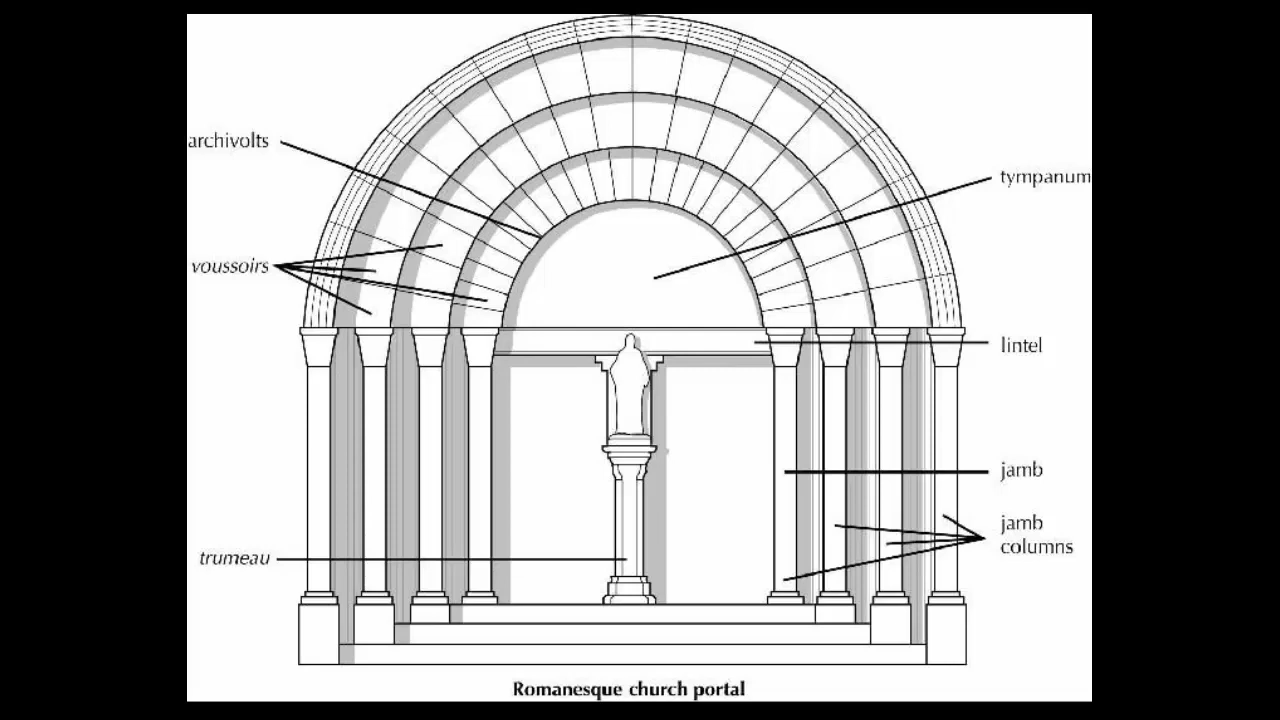 archivolts
tympanum
voussoirs
lintel
jamb
jamb
columns
trumeau
Romanesque church portal